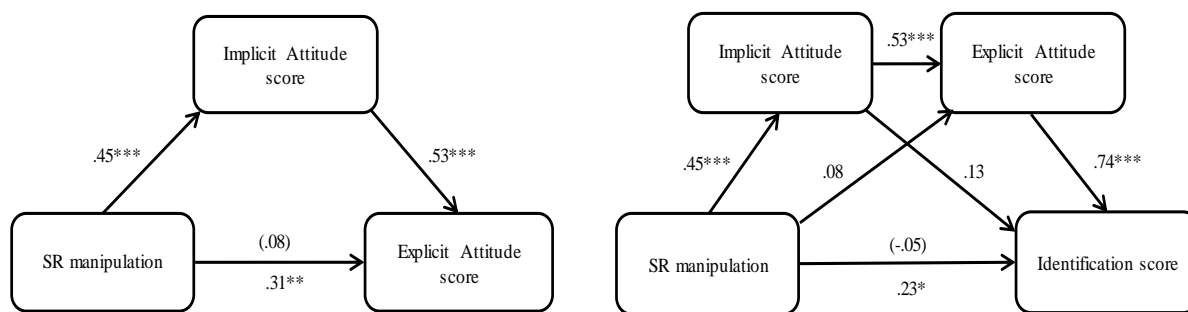 Implicit Attitude
score
.45***
.53***
SR manipulation
(.08)
.31**
Explicit Attitude
score
Implicit Attitude
score
.53***
Explicit Attitude
score
.45***
.08
.13
.74***
SR manipulation
(-.05)
.23*
Identification score